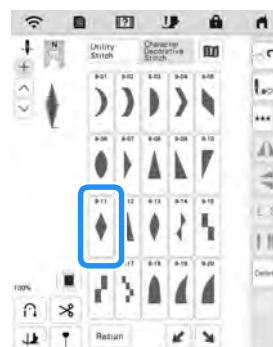 N
Utility
Stitch
Character
Decorative
Stitch
9-01 9-02 9-03 9-04 9-05
9-06 9-07 9-08 9-09 9-10
9-11 12 9-13 9-14 9-15
17 9-18 9-19 9-20
100%
Return
Delete